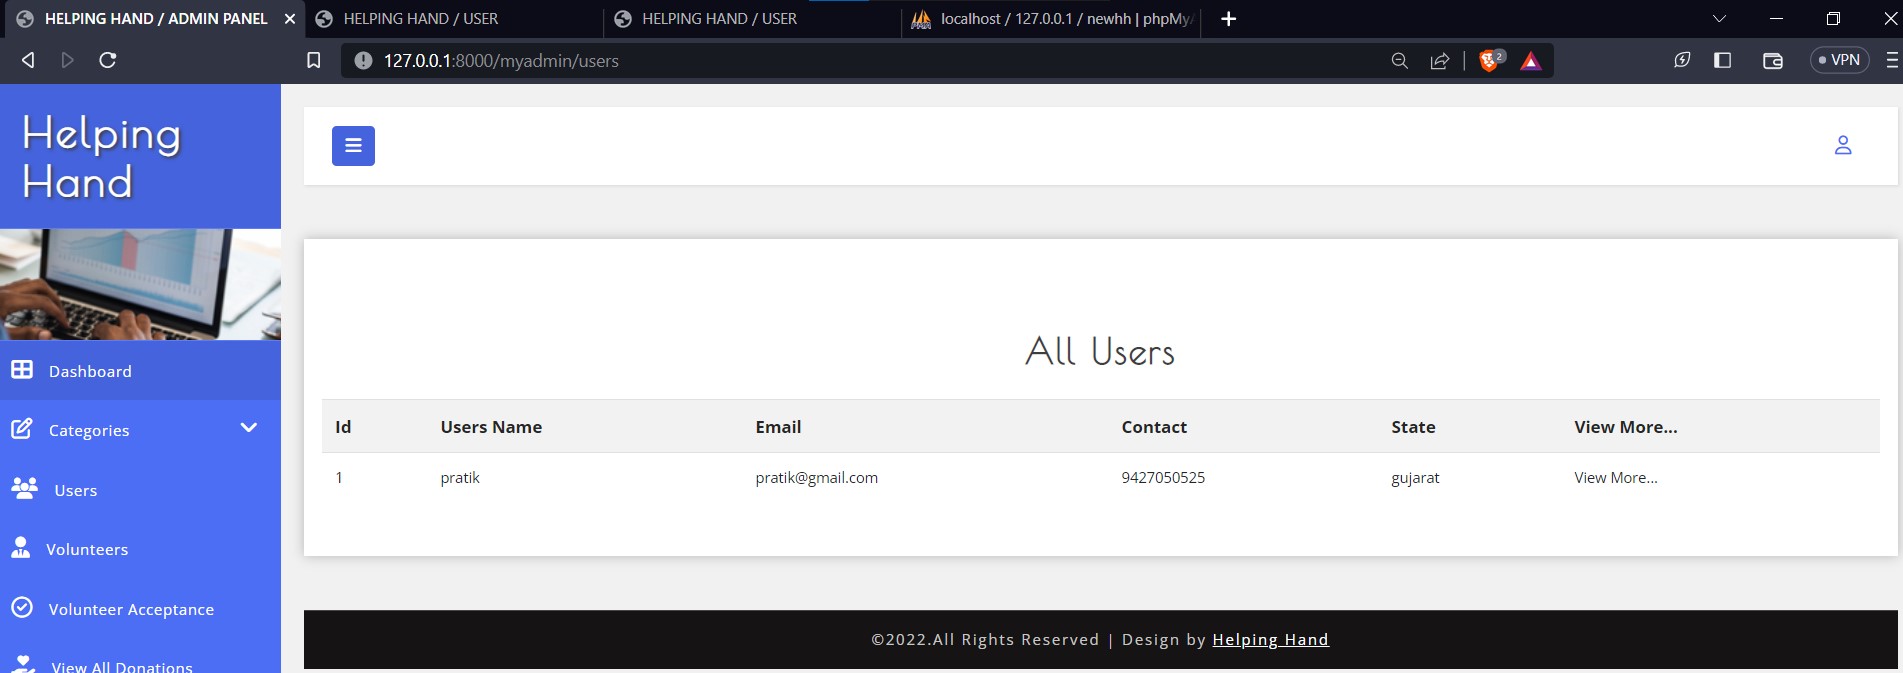 HELPING HAND / ADMIN PANEL
HELPING HAND / USER
HELPING HAND / USER
localhost / 127.0.0.1 / newhh | phpMyA
127.0.0.1:8000/myadmin/users
2
VPN
Helping
Hand
Dashboard
Categories
Users
Volunteers
Volunteer Acceptance
View All Donations
All Users
Id Users Name Email Contact State View More...
1 pratik pratik@gmail.com 9427050525 gujarat View More...
©2022.All Rights Reserved | Design by Helping Hand